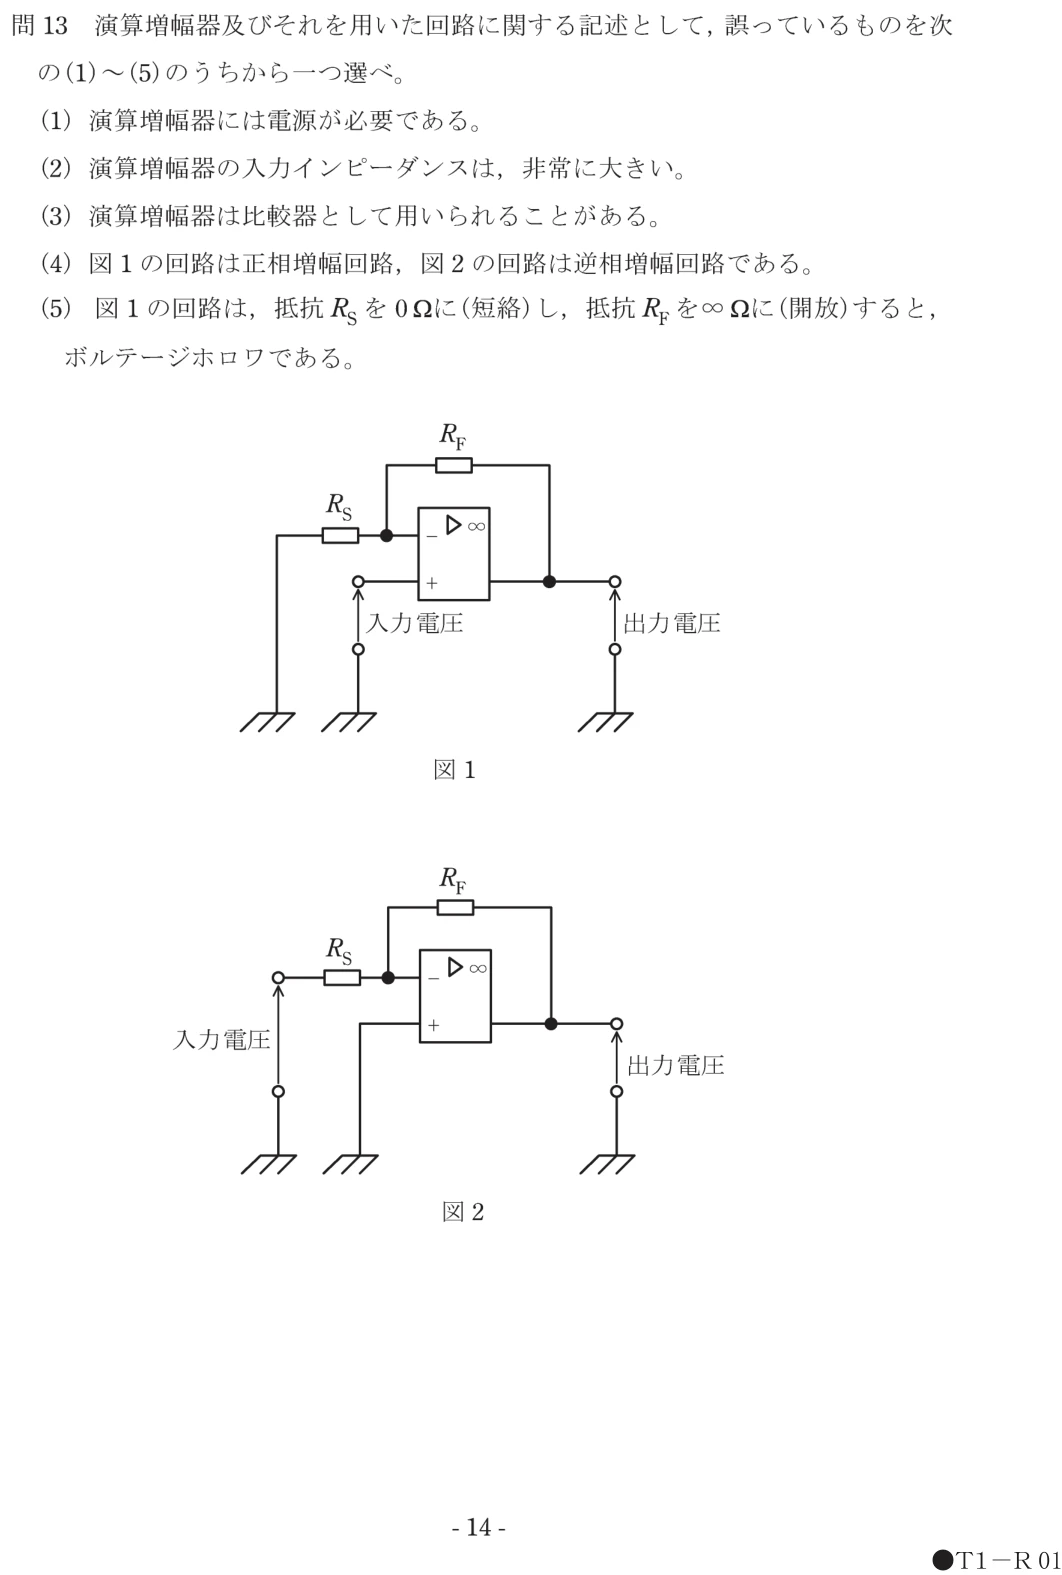 問 13　演算増幅器及びそれを用いた回路に関する記述として，誤っているものを次
の(1)～(5)のうちから一つ選べ。
(1) 演算増幅器には電源が必要である。
(2) 演算増幅器の入力インピーダンスは，非常に大きい。
(3) 演算増幅器は比較器として用いられることがある。
(4) 図 1 の回路は正相増幅回路，図 2 の回路は逆相増幅回路である。
(5) 図 1 の回路は，抵抗 RS を 0 Ωに(短絡)し，抵抗 RF を∞ Ωに(開放)すると，
ボルテージホロワである。
RF
RS
∞
−
+
入力電圧
出力電圧
図 1
RF
RS
∞
−
+
入力電圧
出力電圧
図 2
- 14 -
●T1－R 01